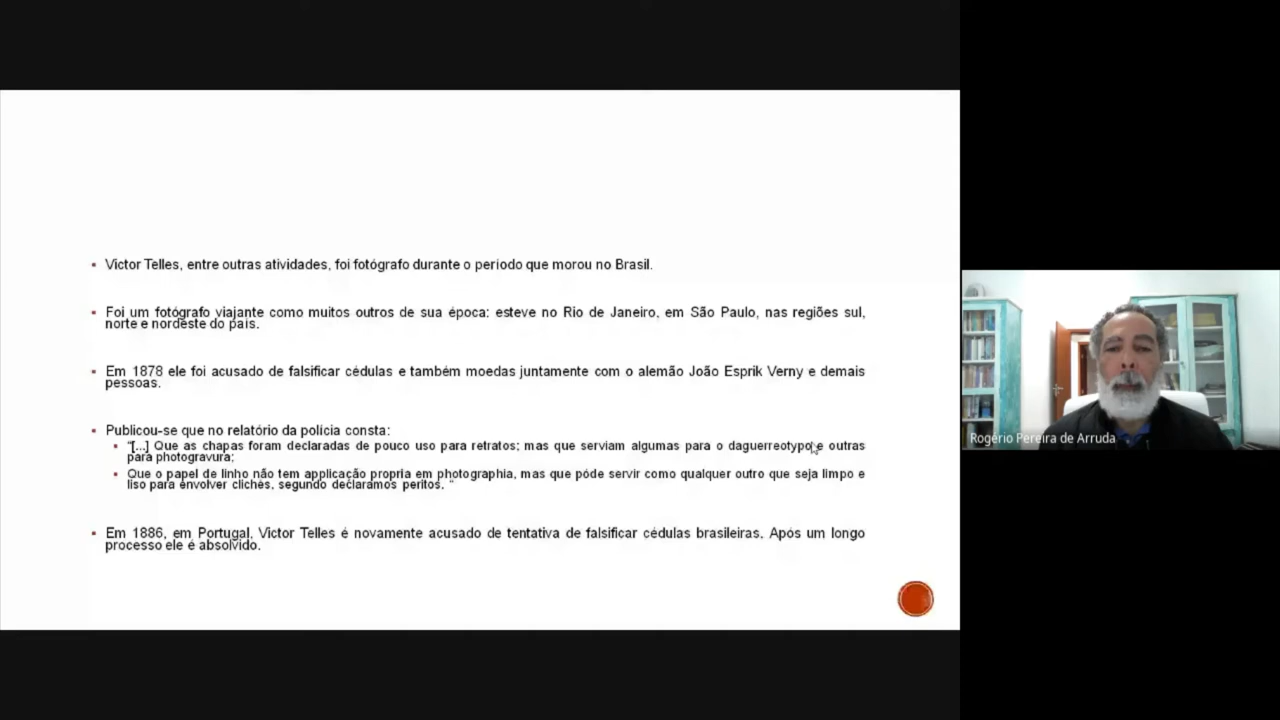 Victor Telles, entre outras atividades, foi fotógrafo durante o período que morou no Brasil.
Foi um fotógrafo viajante como muitos outros de sua época: esteve no Rio de Janeiro, em São Paulo, nas regiões sul,
norte e nordeste do país.
Em 1878 ele foi acusado de falsificar cédulas e também moedas juntamente com o alemão João Esprik Verny e demais
pessoas.
Publicou-se que no relatório da polícia consta:
"[...] Que as chapas foram declaradas de pouco uso para retratos; mas que serviam algumas para o daguerreotypo e outras
para photogravura;
Que o papel de linho não tem applicação propria em photographia, mas que póde servir como qualquer outro que seja limpo e
liso para envolver clichés, segundo declaramos peritos. "
Em 1886, em Portugal, Victor Telles é novamente acusado de tentativa de falsificar cédulas brasileiras. Após um longo
processo ele é absolvido.
Rogério Pereira de Arruda